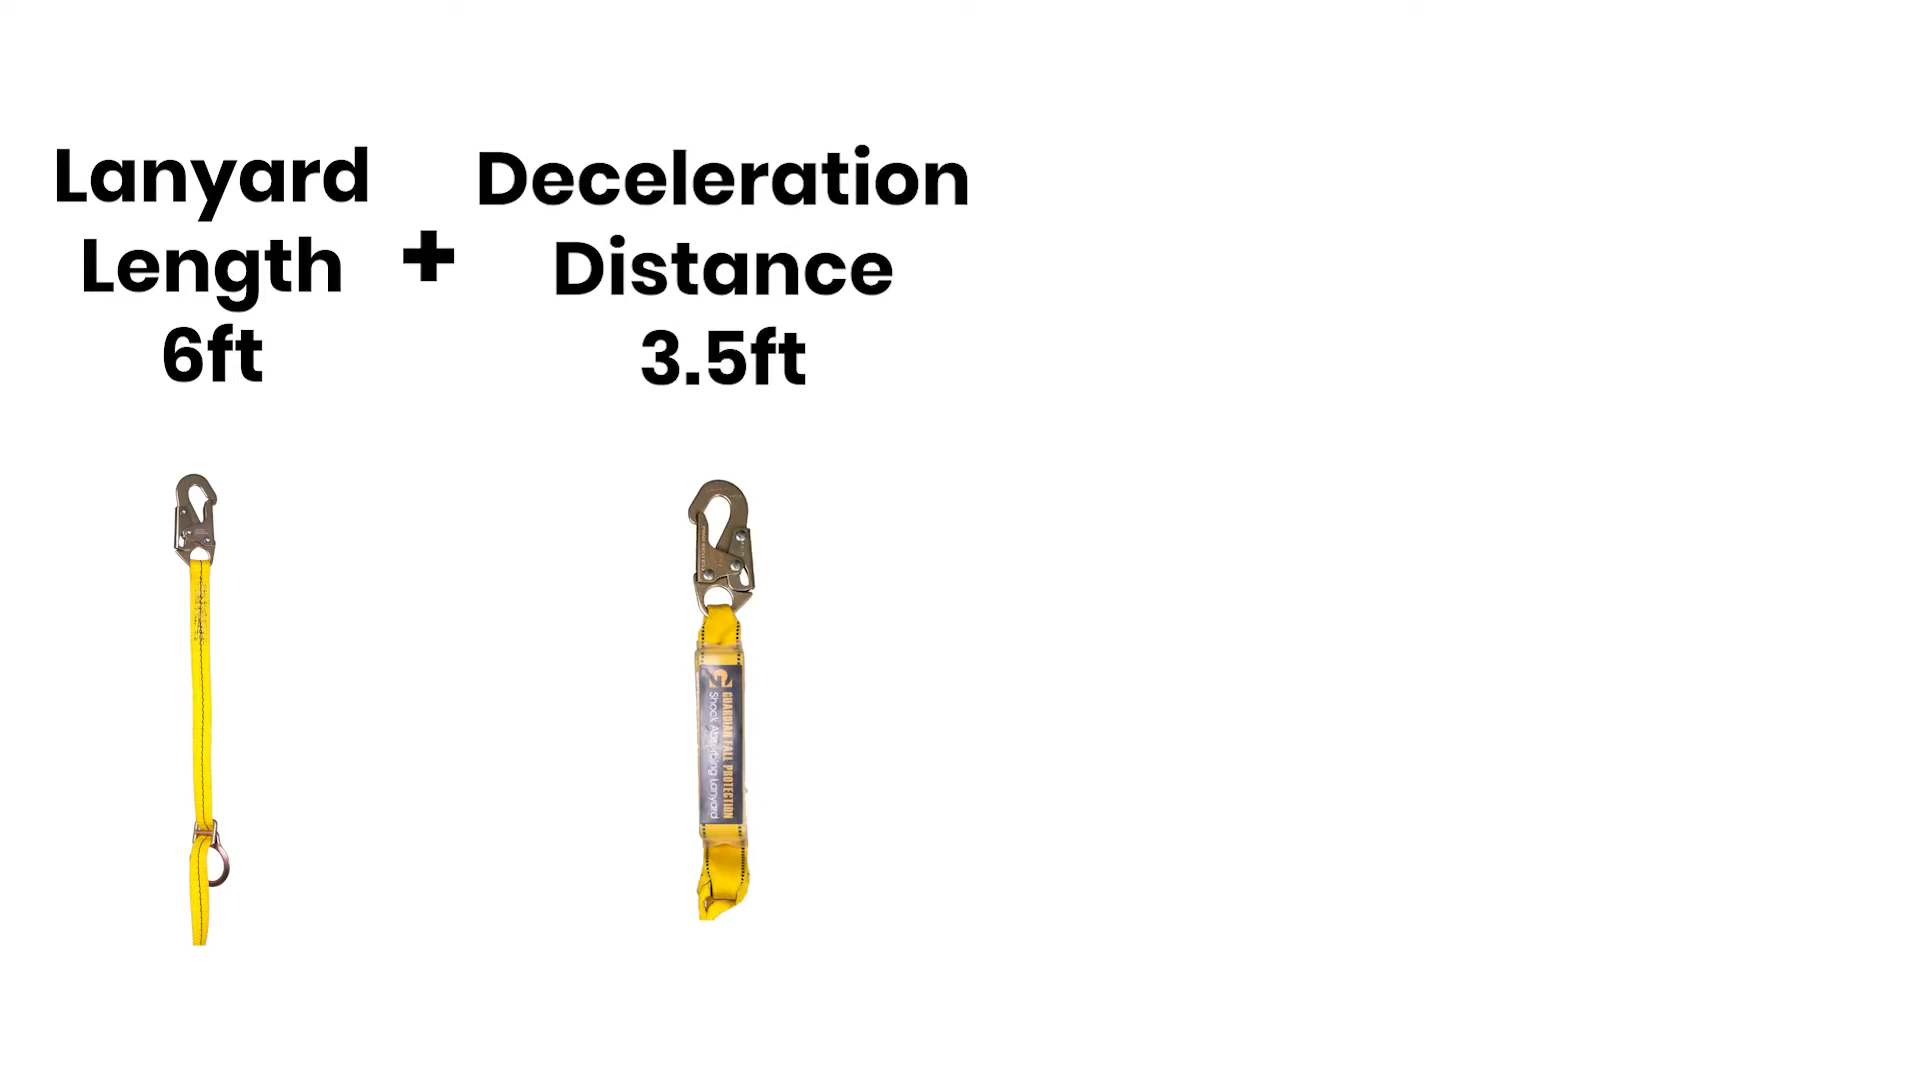 Lanyard
Length
6ft
+
Deceleration
Distance
3.5ft
GUARDIAN FALL PROTECTION
Shock Absorbing Lanyard